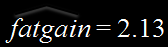 fatgain = 2.13